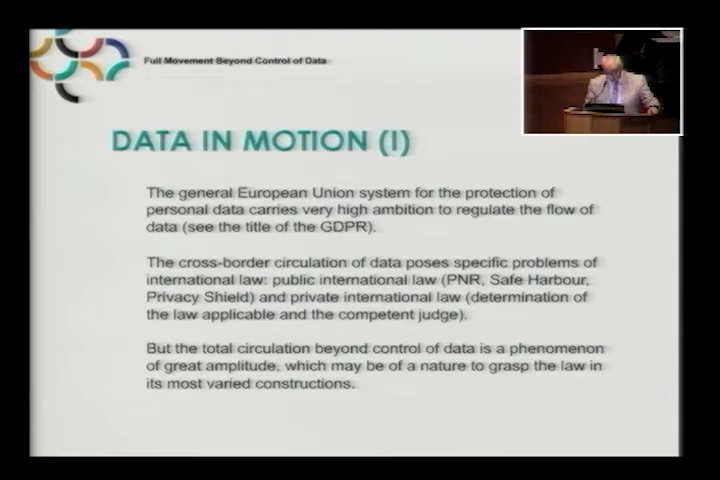 Full Movement Beyond Control of Data
DATA IN MOTION (I)
The general European Union system for the protection of
personal data carries very high ambition to regulate the flow of
data (see the title of the GDPR).
The cross-border circulation of data poses specific problems of
international law: public international law (PNR, Safe Harbour,
Privacy Shield) and private international law (determination of
the law applicable and the competent judge).
But the total circulation beyond control of data is a phenomenon
of great amplitude, which may be of a nature to grasp the law in
its most varied constructions.